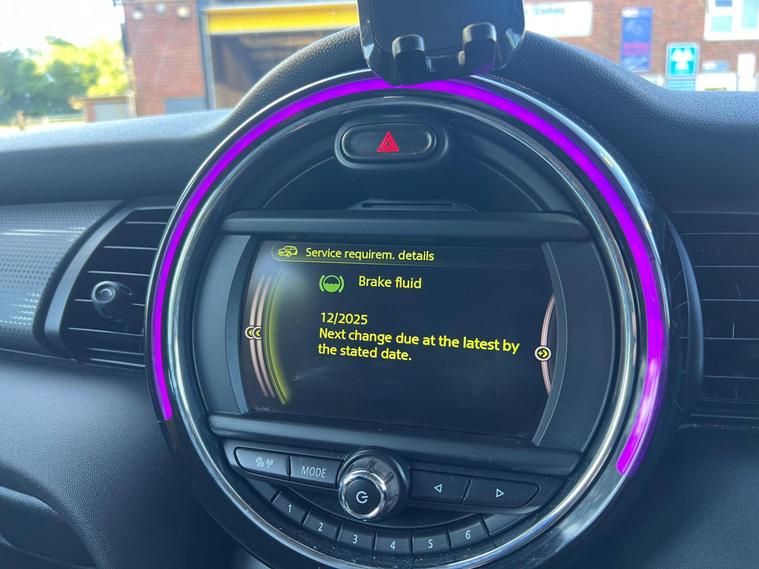 Service requirem. details
Brake fluid
12/2025
Next change due at the latest by
the stated date.
MODE
1 2 3 4 5 6